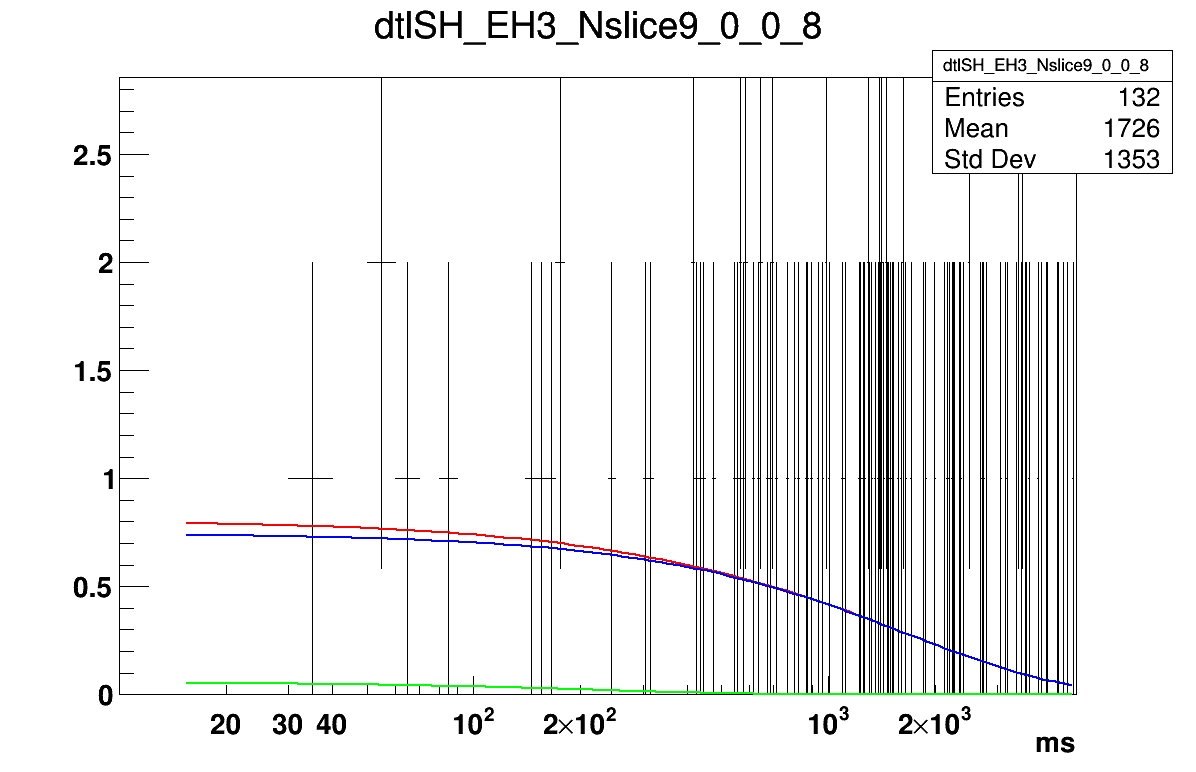 dtISH_EH3_Nslice9_0_0_8
dtISH_EH3_Nslice9_0_0_8
Entries 132
Mean 1726
Std Dev 1353
2.5
2
1.5
1
0.5
0
20 30 40 10² 2×10² 10³ 2×10³
ms